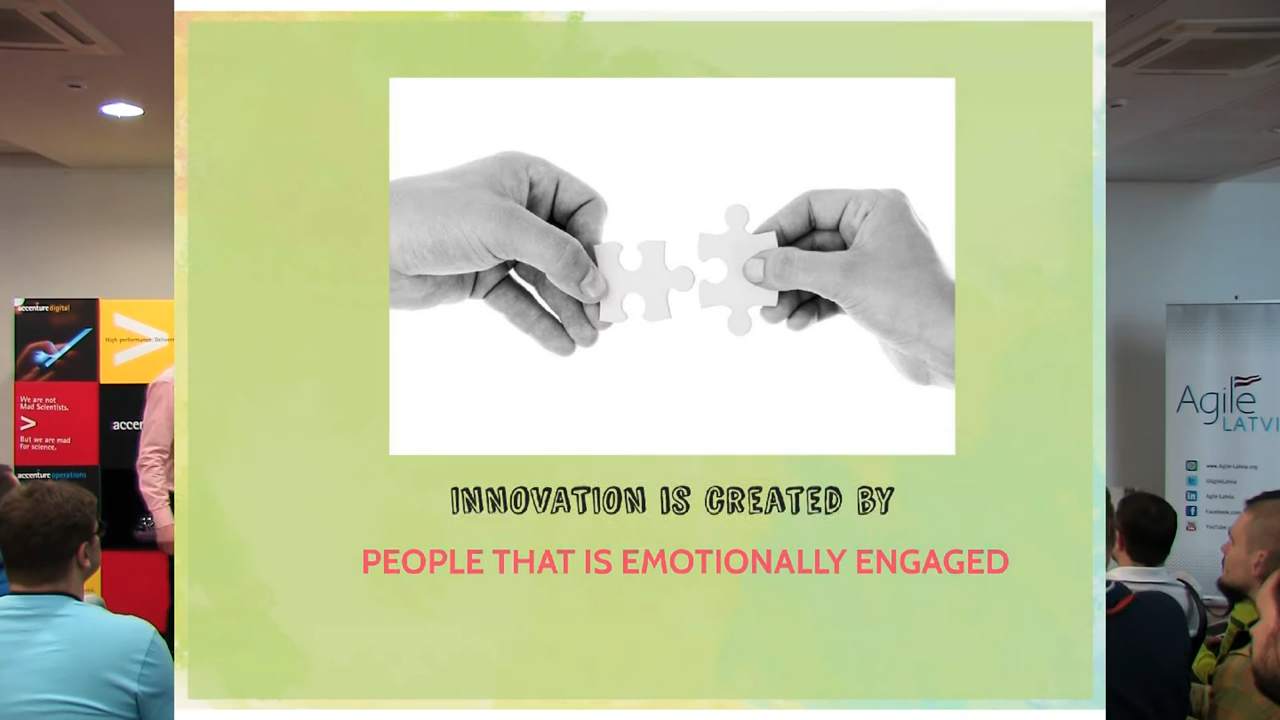 INNOVATION IS CREATED BY
PEOPLE THAT IS EMOTIONALLY ENGAGED
accenture digital
High performance. Deliver
We are not
Mad Scientists.
>
But we are mad
for science.
accen
accenture operations
Agile
LATVI
www.Agile-Latvia.org
@AgileLatvia
Agile Latvia
Facebook.com
YouTube